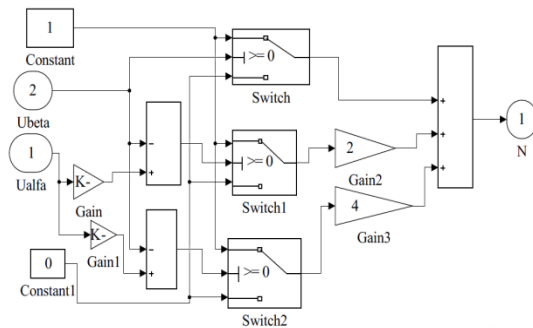 1
Constant
2
Ubeta
1
Ualfa
K-
Gain
K-
Gain1
0
Constant1
-
+
-
+
>= 0
Switch
>= 0
Switch1
>= 0
Switch2
2
Gain2
4
Gain3
+
+
+
1
N